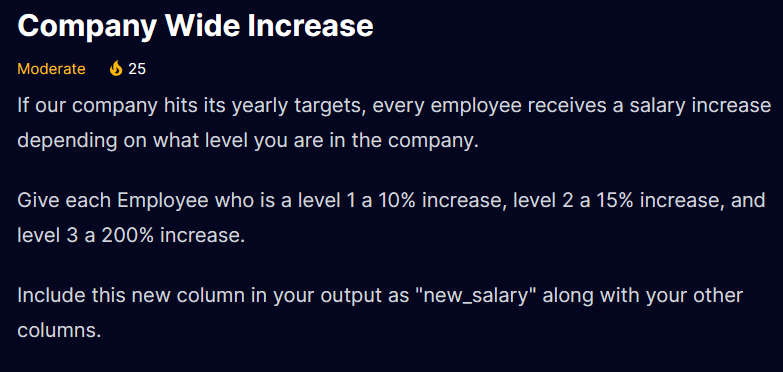 Company Wide Increase
Moderate 25
If our company hits its yearly targets, every employee receives a salary increase
depending on what level you are in the company.
Give each Employee who is a level 1 a 10% increase, level 2 a 15% increase, and
level 3 a 200% increase.
Include this new column in your output as "new_salary" along with your other
columns.